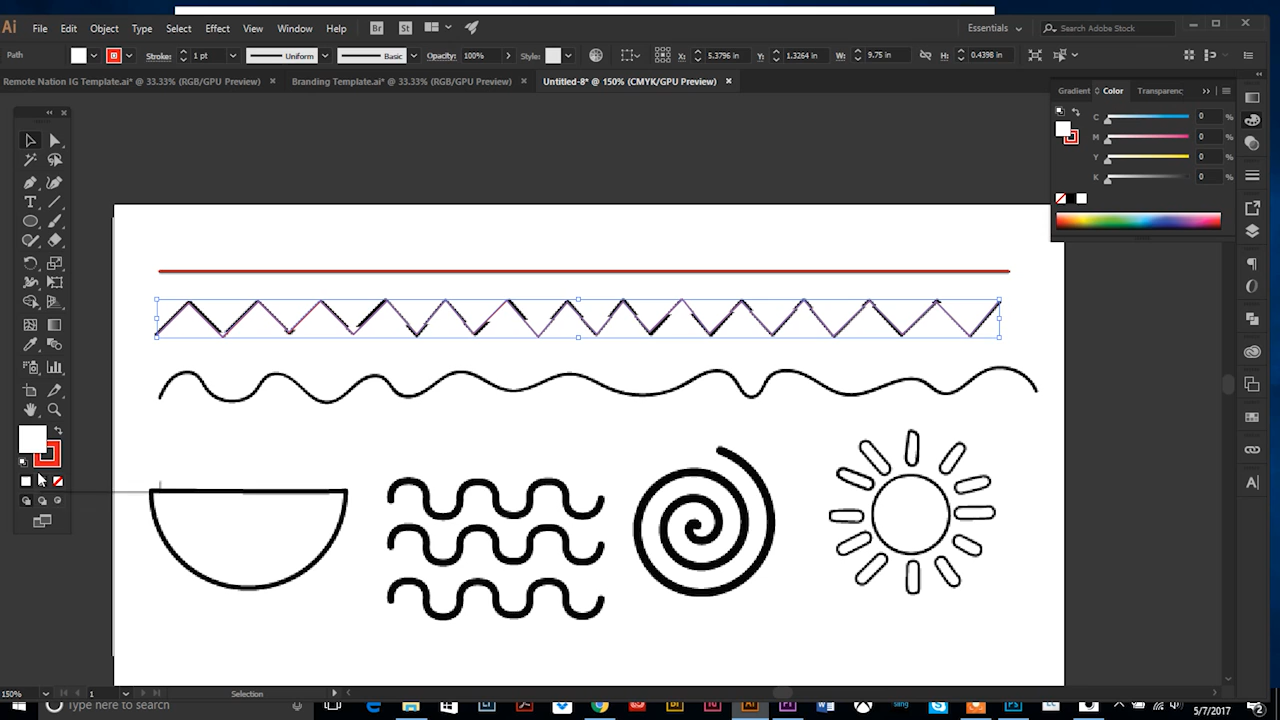 Ai File Edit Object Type Select Effect View Window Help Br St Essentials Search Adobe Stock
Path Stroke: 1 pt Uniform Basic Opacity: 100% Style: X: 5.3796 in Y: 1.3264 in W: 9.75 in H: 0.4398 in
Remote Nation IG Template.ai* @ 33.33% (RGB/GPU Preview) × Branding Template.ai* @ 33.33% (RGB/GPU Preview) × Untitled-8* @ 150% (CMYK/GPU Preview) ×
Gradient Color Transparenc
C 0 %
M 0 %
Y 0 %
K 0 %
150% 1 Selection
Type here to search
5/7/2017